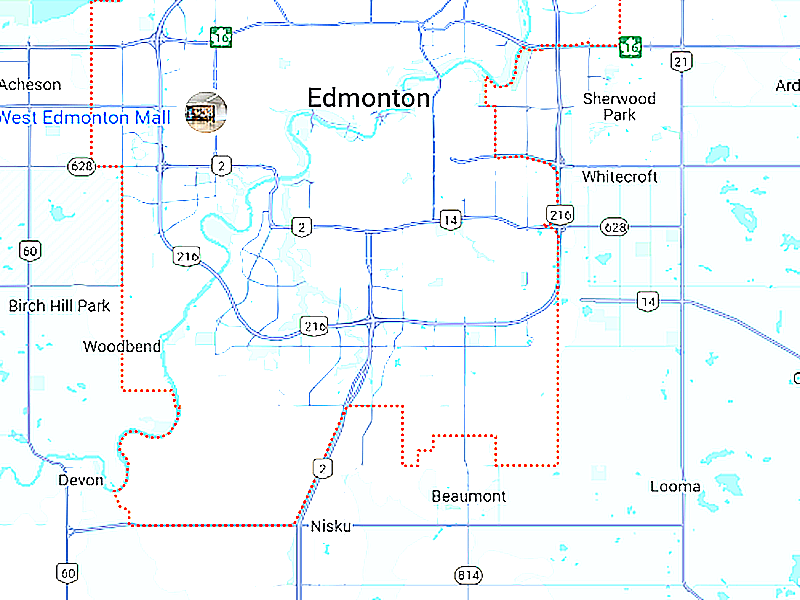 16
16
21
Acheson
Edmonton
Sherwood
Park
Ard
West Edmonton Mall
628
2
Whitecroft
14
216
2
628
60
216
14
Birch Hill Park
216
Woodbend
2
Devon
Beaumont
Looma
Nisku
60
814